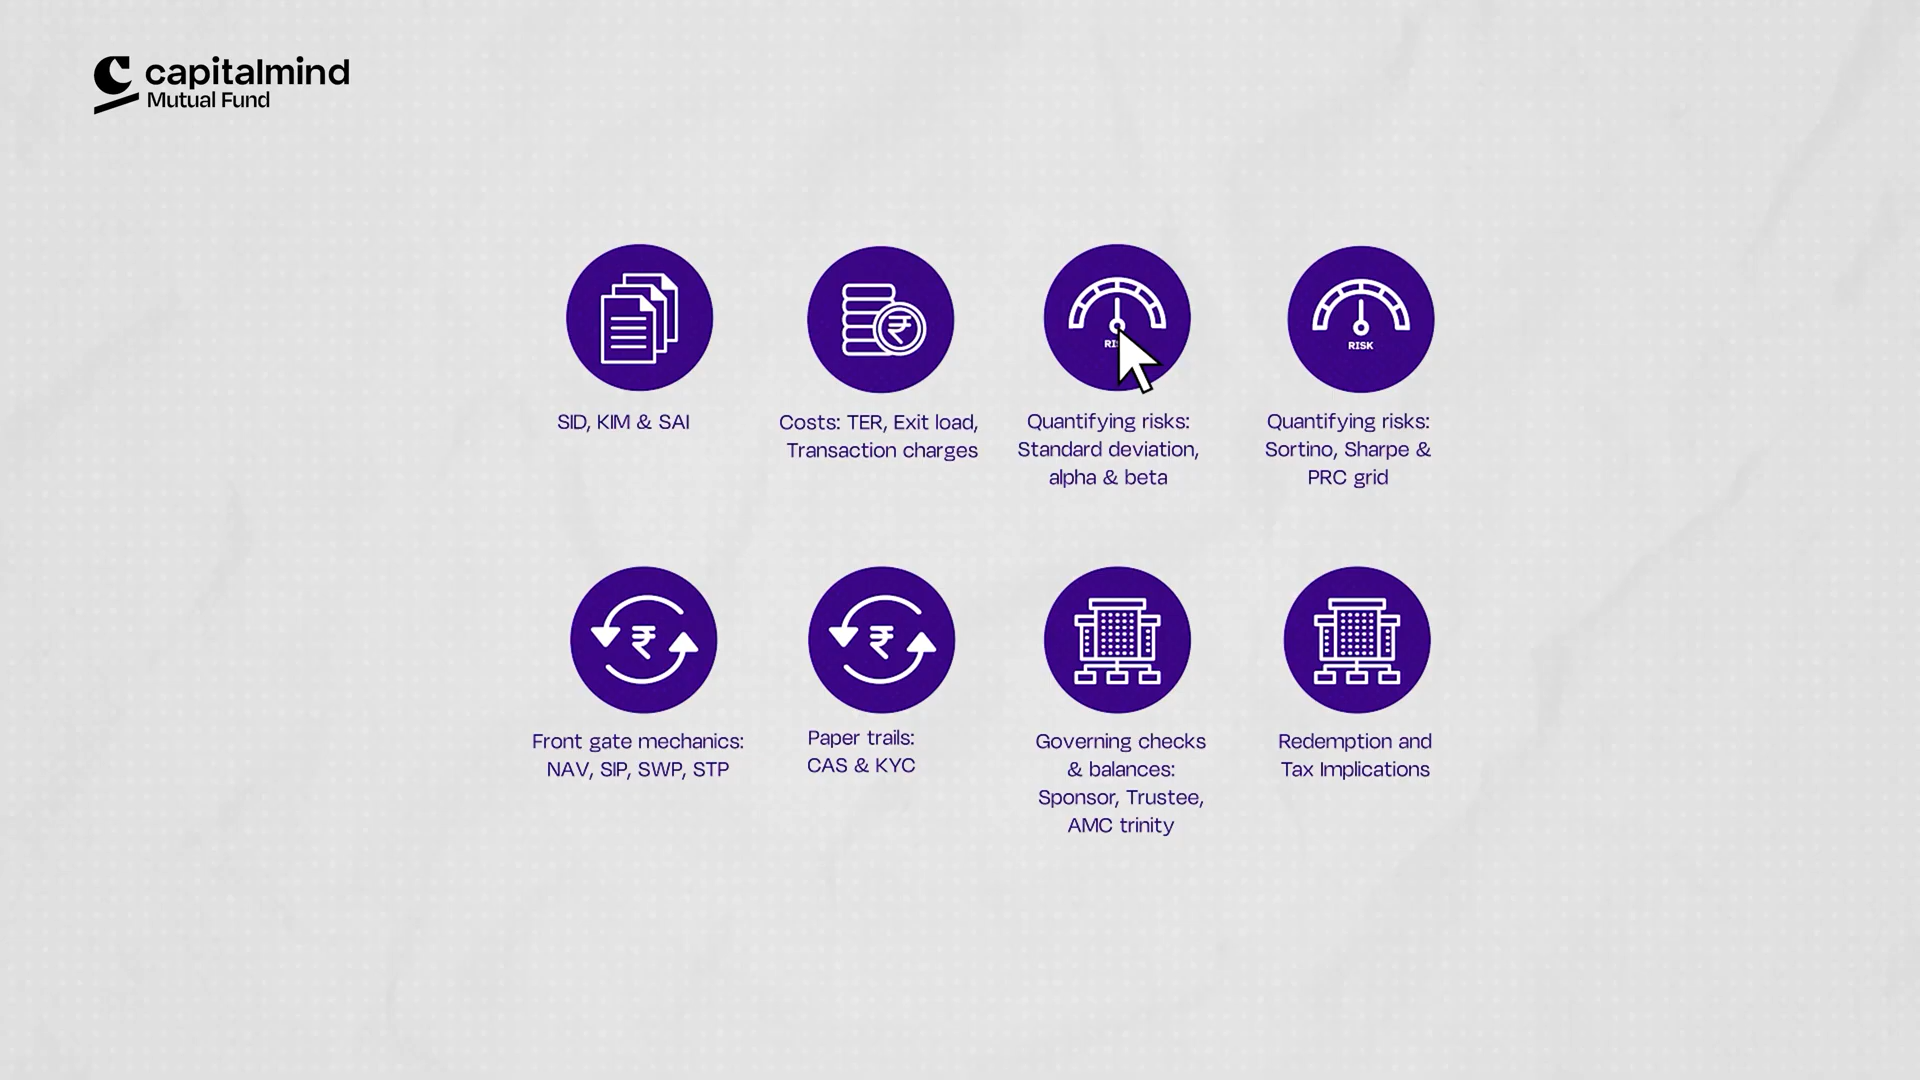 capitalmind
Mutual Fund
RISK
SID, KIM & SAI
Costs: TER, Exit load,
Transaction charges
Quantifying risks:
Standard deviation,
alpha & beta
Quantifying risks:
Sortino, Sharpe &
PRC grid
₹
₹
Front gate mechanics:
NAV, SIP, SWP, STP
Paper trails:
CAS & KYC
Governing checks
& balances:
Sponsor, Trustee,
AMC trinity
Redemption and
Tax Implications